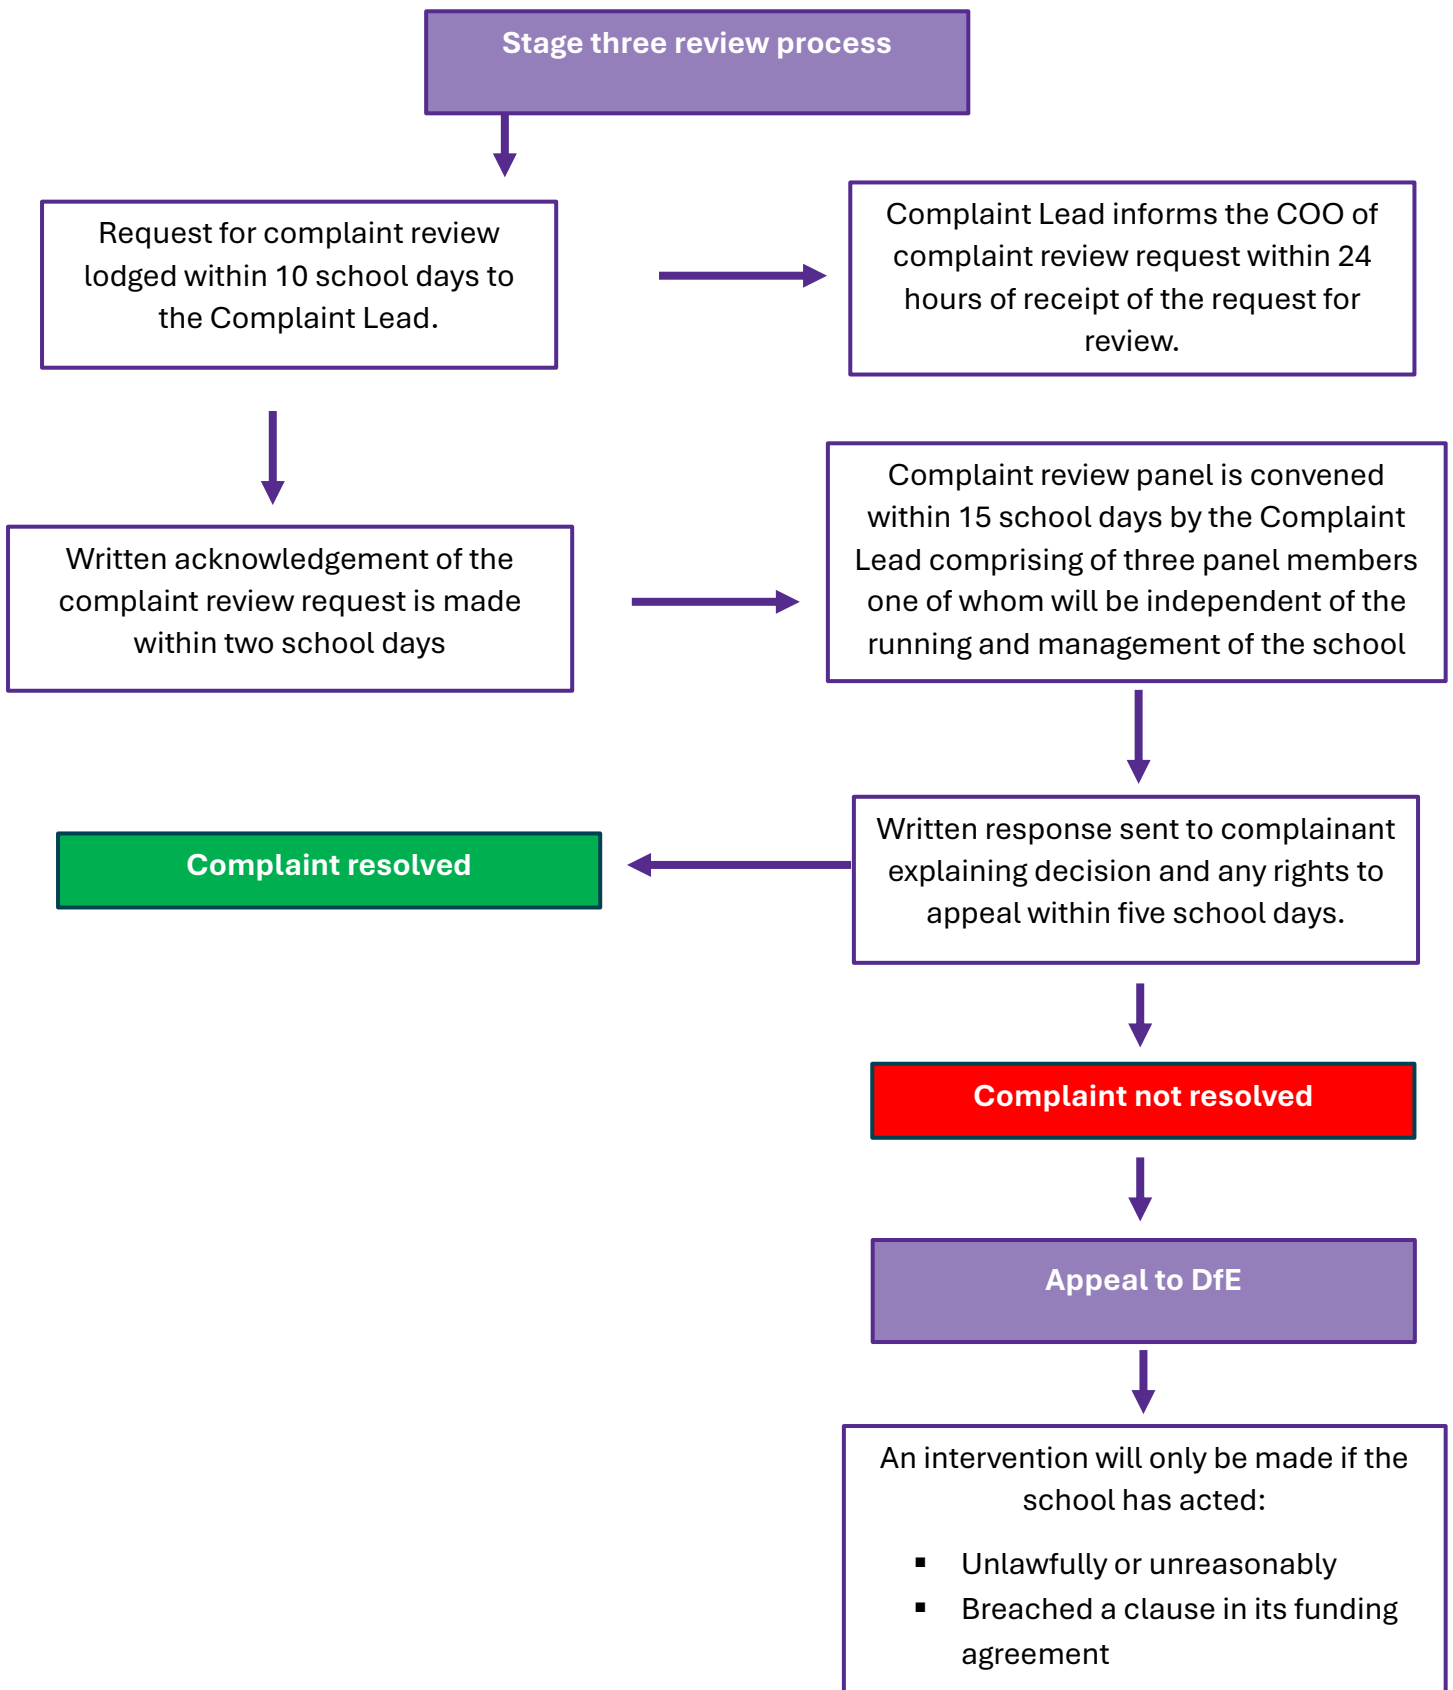 Stage three review process
Request for complaint review
lodged within 10 school days to
the Complaint Lead.
Complaint Lead informs the COO of
complaint review request within 24
hours of receipt of the request for
review.
Written acknowledgement of the
complaint review request is made
within two school days
Complaint review panel is convened
within 15 school days by the Complaint
Lead comprising of three panel members
one of whom will be independent of the
running and management of the school
Written response sent to complainant
explaining decision and any rights to
appeal within five school days.
Complaint resolved
Complaint not resolved
Appeal to DfE
An intervention will only be made if the
school has acted:
▪ Unlawfully or unreasonably
▪ Breached a clause in its funding
agreement